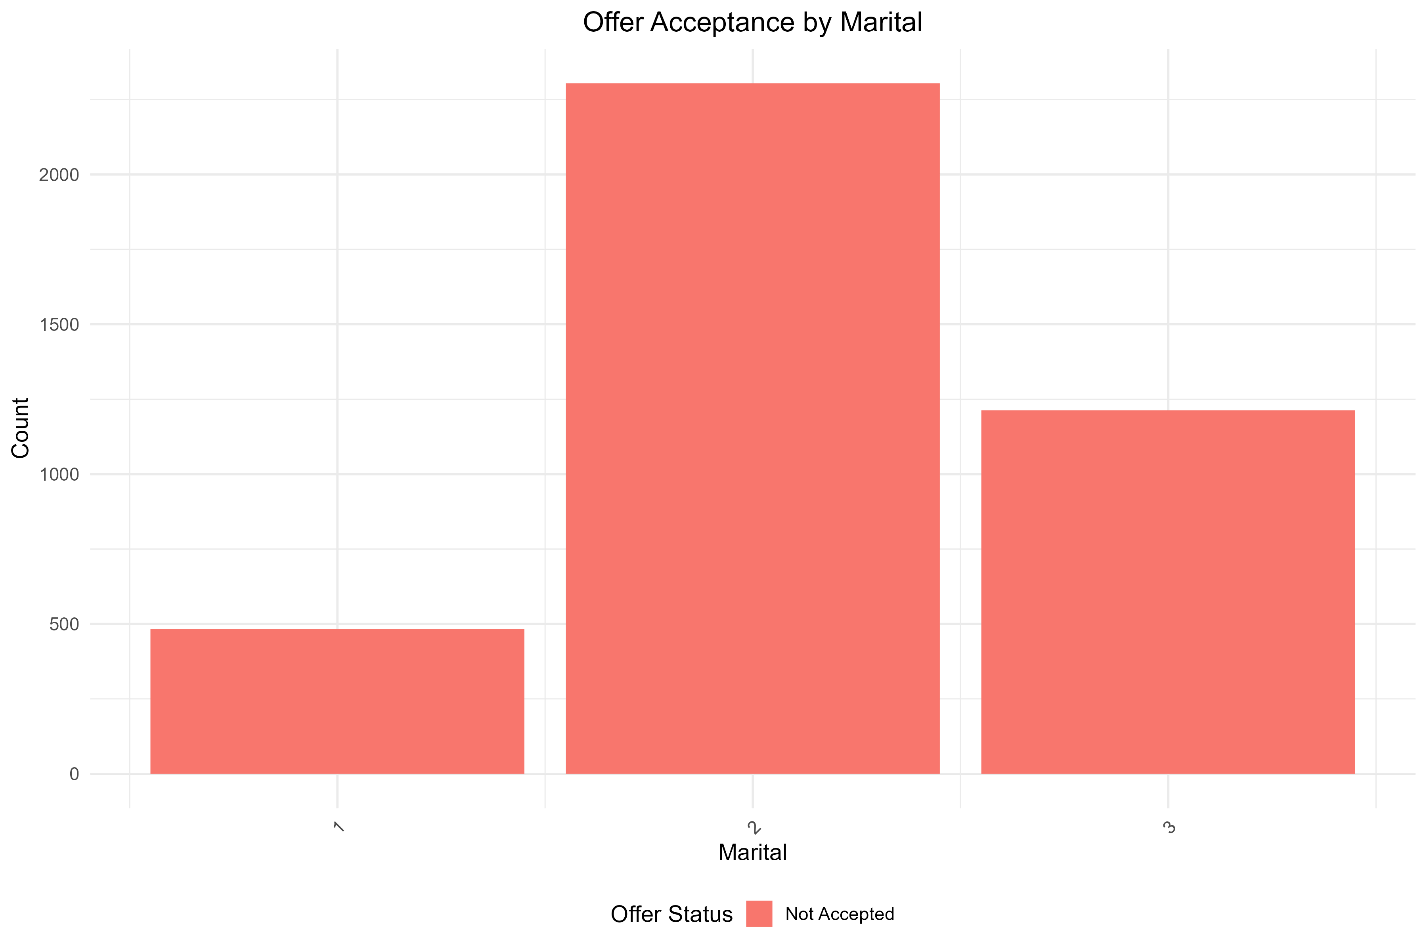 Offer Acceptance by Marital
2000
1500
1000
500
0
Count
1
2
3
Marital
Offer Status
Not Accepted